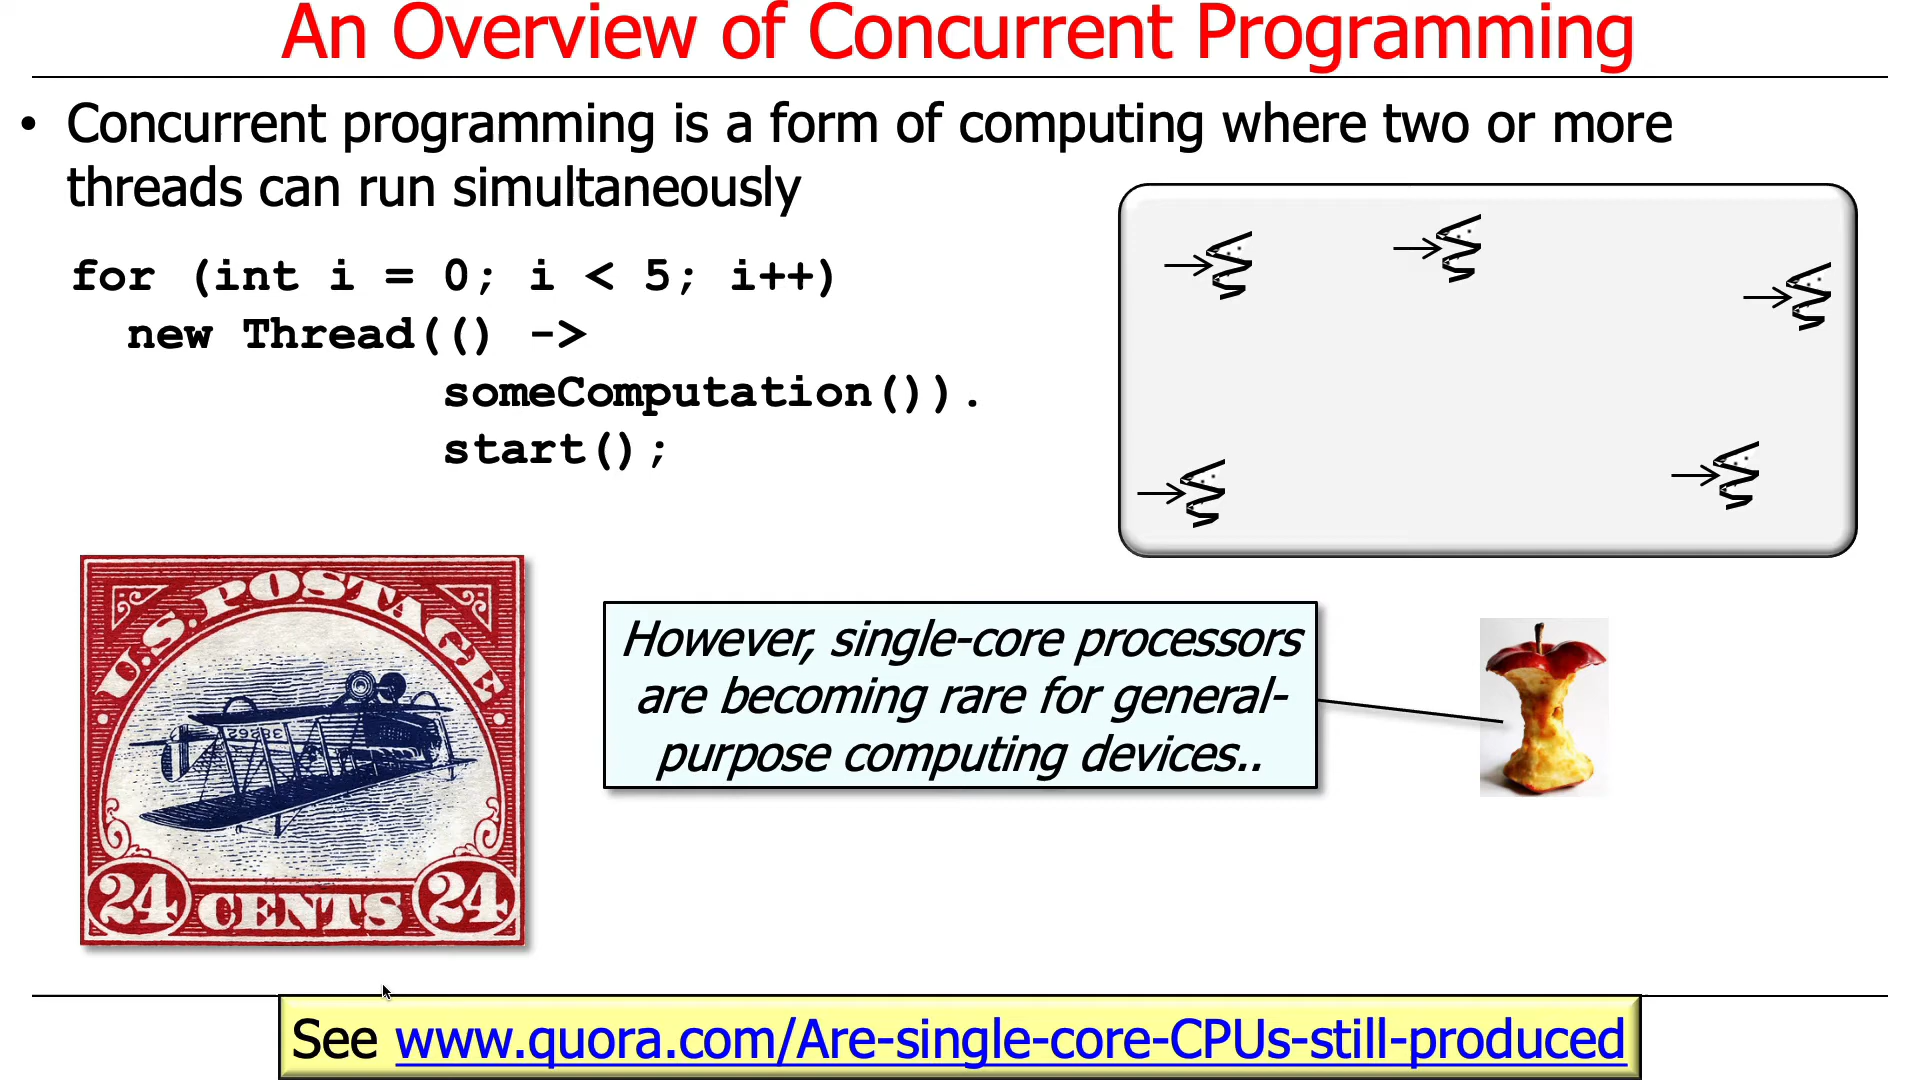 An Overview of Concurrent Programming
• Concurrent programming is a form of computing where two or more
threads can run simultaneously
for (int i = 0; i < 5; i++)
new Thread(() ->
someComputation()).
start();
U.S. POSTAGE
38262
24 CENTS 24
However, single-core processors
are becoming rare for general-
purpose computing devices..
See www.quora.com/Are-single-core-CPUs-still-produced